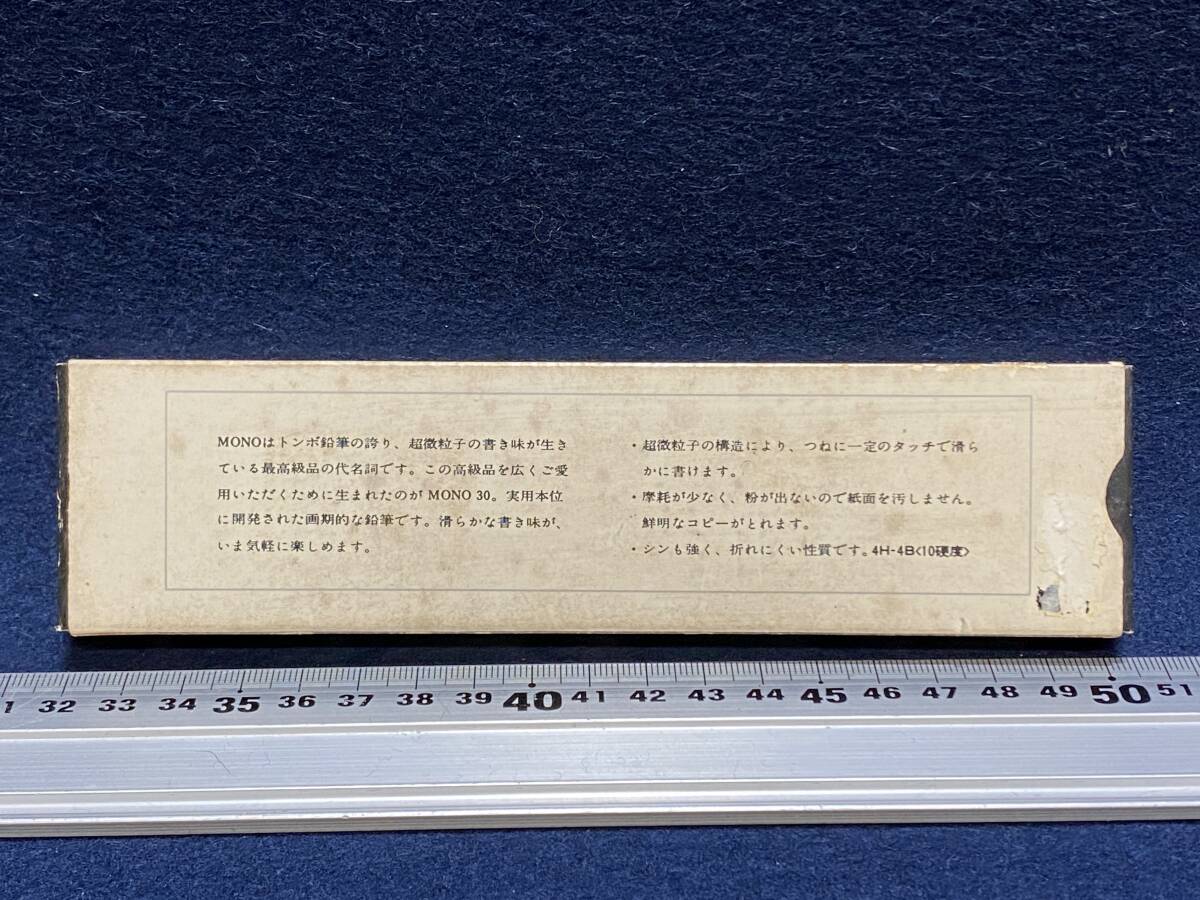 MONOはトンボ鉛筆の誇り、超微粒子の書き味が生き
ている最高級品の代名詞です。この高級品を広くご愛
用いただくために生まれたのが MONO 30。実用本位
に開発された画期的な鉛筆です。滑らかな書き味が、
いま気軽に楽しめます。
・超微粒子の構造により、つねに一定のタッチで滑ら
かに書けます。
・摩耗が少なく、粉が出ないので紙面を汚しません。
鮮明なコピーがとれます。
・シンも強く、折れにくい性質です。4H-4B<10硬度>
1 32 33 34 35 36 37 38 39 40 41 42 43 44 45 46 47 48 49 50 51